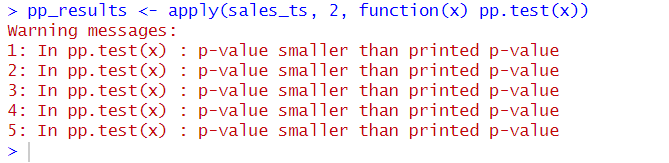 > pp_results <- apply(sales_ts, 2, function(x) pp.test(x))
Warning messages:
1: In pp.test(x) : p-value smaller than printed p-value
2: In pp.test(x) : p-value smaller than printed p-value
3: In pp.test(x) : p-value smaller than printed p-value
4: In pp.test(x) : p-value smaller than printed p-value
5: In pp.test(x) : p-value smaller than printed p-value
>